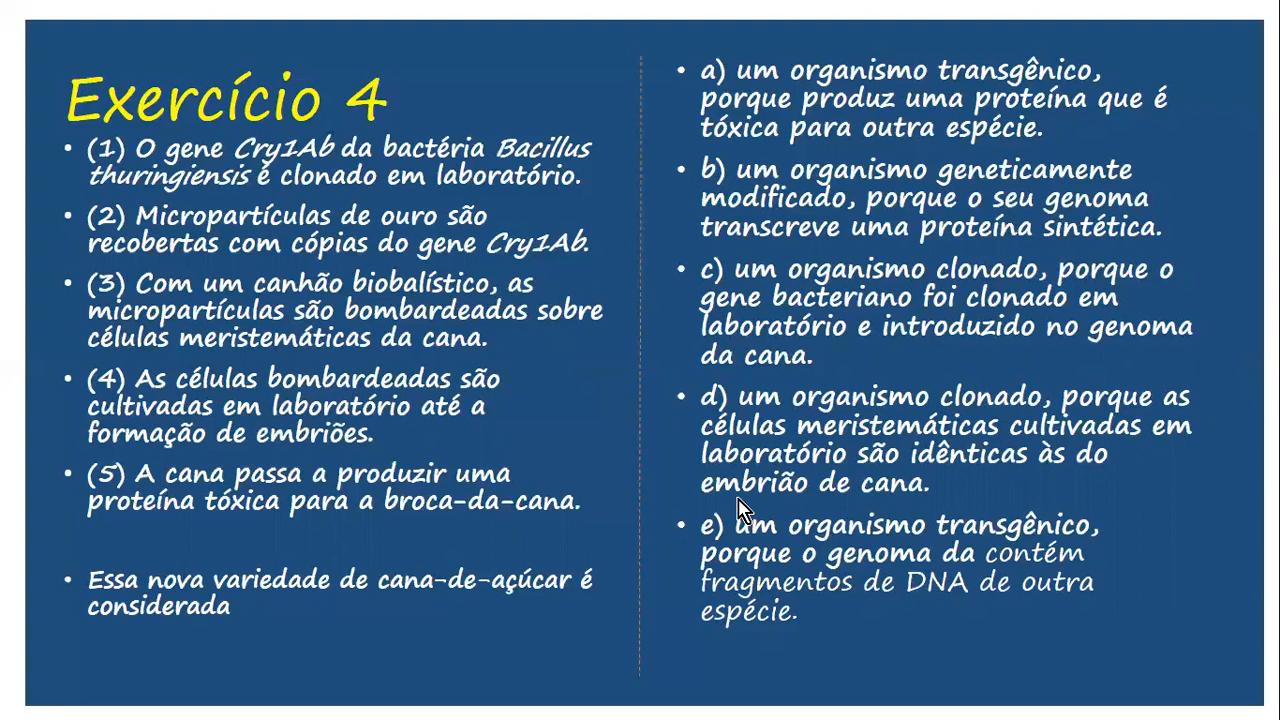 Exercício 4
• (1) O gene Cry1Ab da bactéria Bacillus
thuringiensis é clonado em laboratório.
• (2) Micropartículas de ouro são
recobertas com cópias do gene Cry1Ab.
• (3) Com um canhão biobalístico, as
micropartículas são bombardeadas sobre
células meristemáticas da cana.
• (4) As células bombardeadas são
cultivadas em laboratório até a
formação de embriões.
• (5) A cana passa a produzir uma
proteína tóxica para a broca-da-cana.
• Essa nova variedade de cana-de-açúcar é
considerada
• a) um organismo transgênico,
porque produz uma proteína que é
tóxica para outra espécie.
• b) um organismo geneticamente
modificado, porque o seu genoma
transcreve uma proteína sintética.
• c) um organismo clonado, porque o
gene bacteriano foi clonado em
laboratório e introduzido no genoma
da cana.
• d) um organismo clonado, porque as
células meristemáticas cultivadas em
laboratório são idênticas às do
embrião de cana.
• e) um organismo transgênico,
porque o genoma da contém
fragmentos de DNA de outra
espécie.